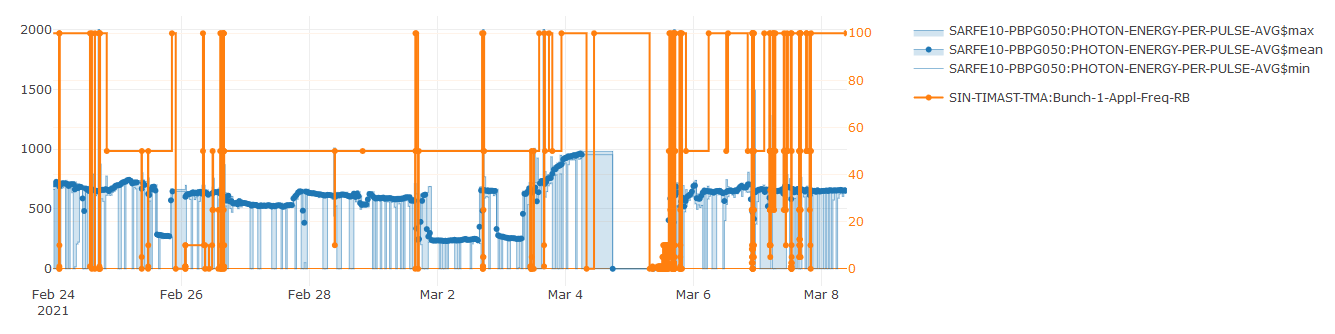 2000
1500
1000
500
0
100
80
60
40
20
0
Feb 24
2021
Feb 26
Feb 28
Mar 2
Mar 4
Mar 6
Mar 8
SARFE10-PBPG050:PHOTON-ENERGY-PER-PULSE-AVG$max
SARFE10-PBPG050:PHOTON-ENERGY-PER-PULSE-AVG$mean
SARFE10-PBPG050:PHOTON-ENERGY-PER-PULSE-AVG$min
SIN-TIMAST-TMA:Bunch-1-Appl-Freq-RB